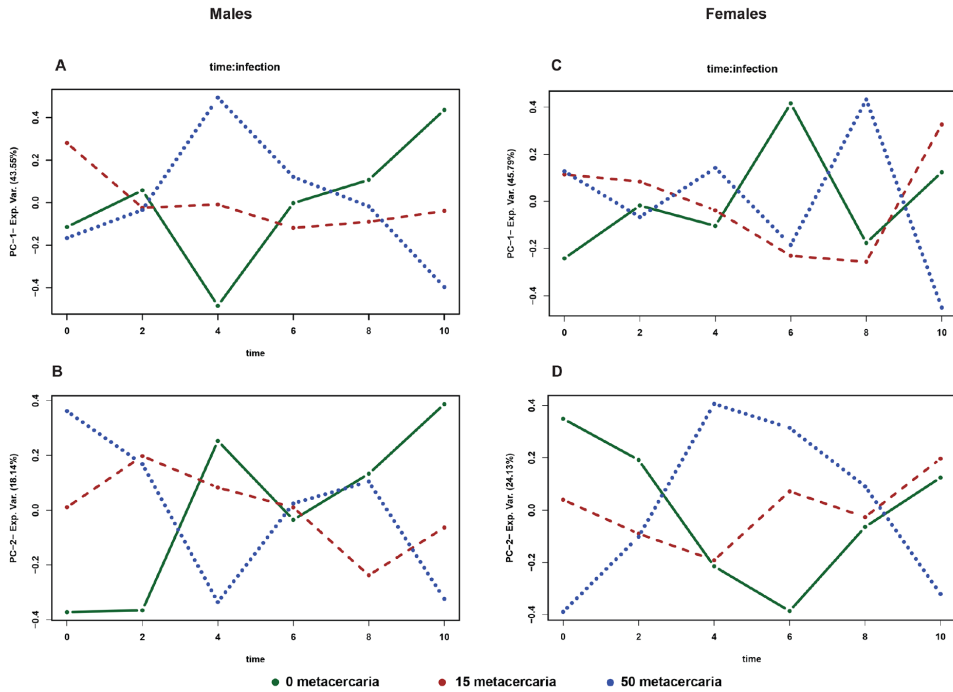 Males
Females
A
time:infection
PC-1- Exp. Var. (43.55%)
0.4
0.2
0.0
−0.2
−0.4
0 2 4 6 8 10
time
C
time:infection
PC-1- Exp. Var. (45.79%)
0.4
0.2
0.0
−0.2
−0.4
0 2 4 6 8 10
B
PC-2- Exp. Var. (18.14%)
0.4
0.2
0.0
−0.2
−0.4
0 2 4 6 8 10
time
D
PC-2- Exp. Var. (24.13%)
0.4
0.2
0.0
−0.2
−0.4
0 2 4 6 8 10
time
0 metacercaria
15 metacercaria
50 metacercaria